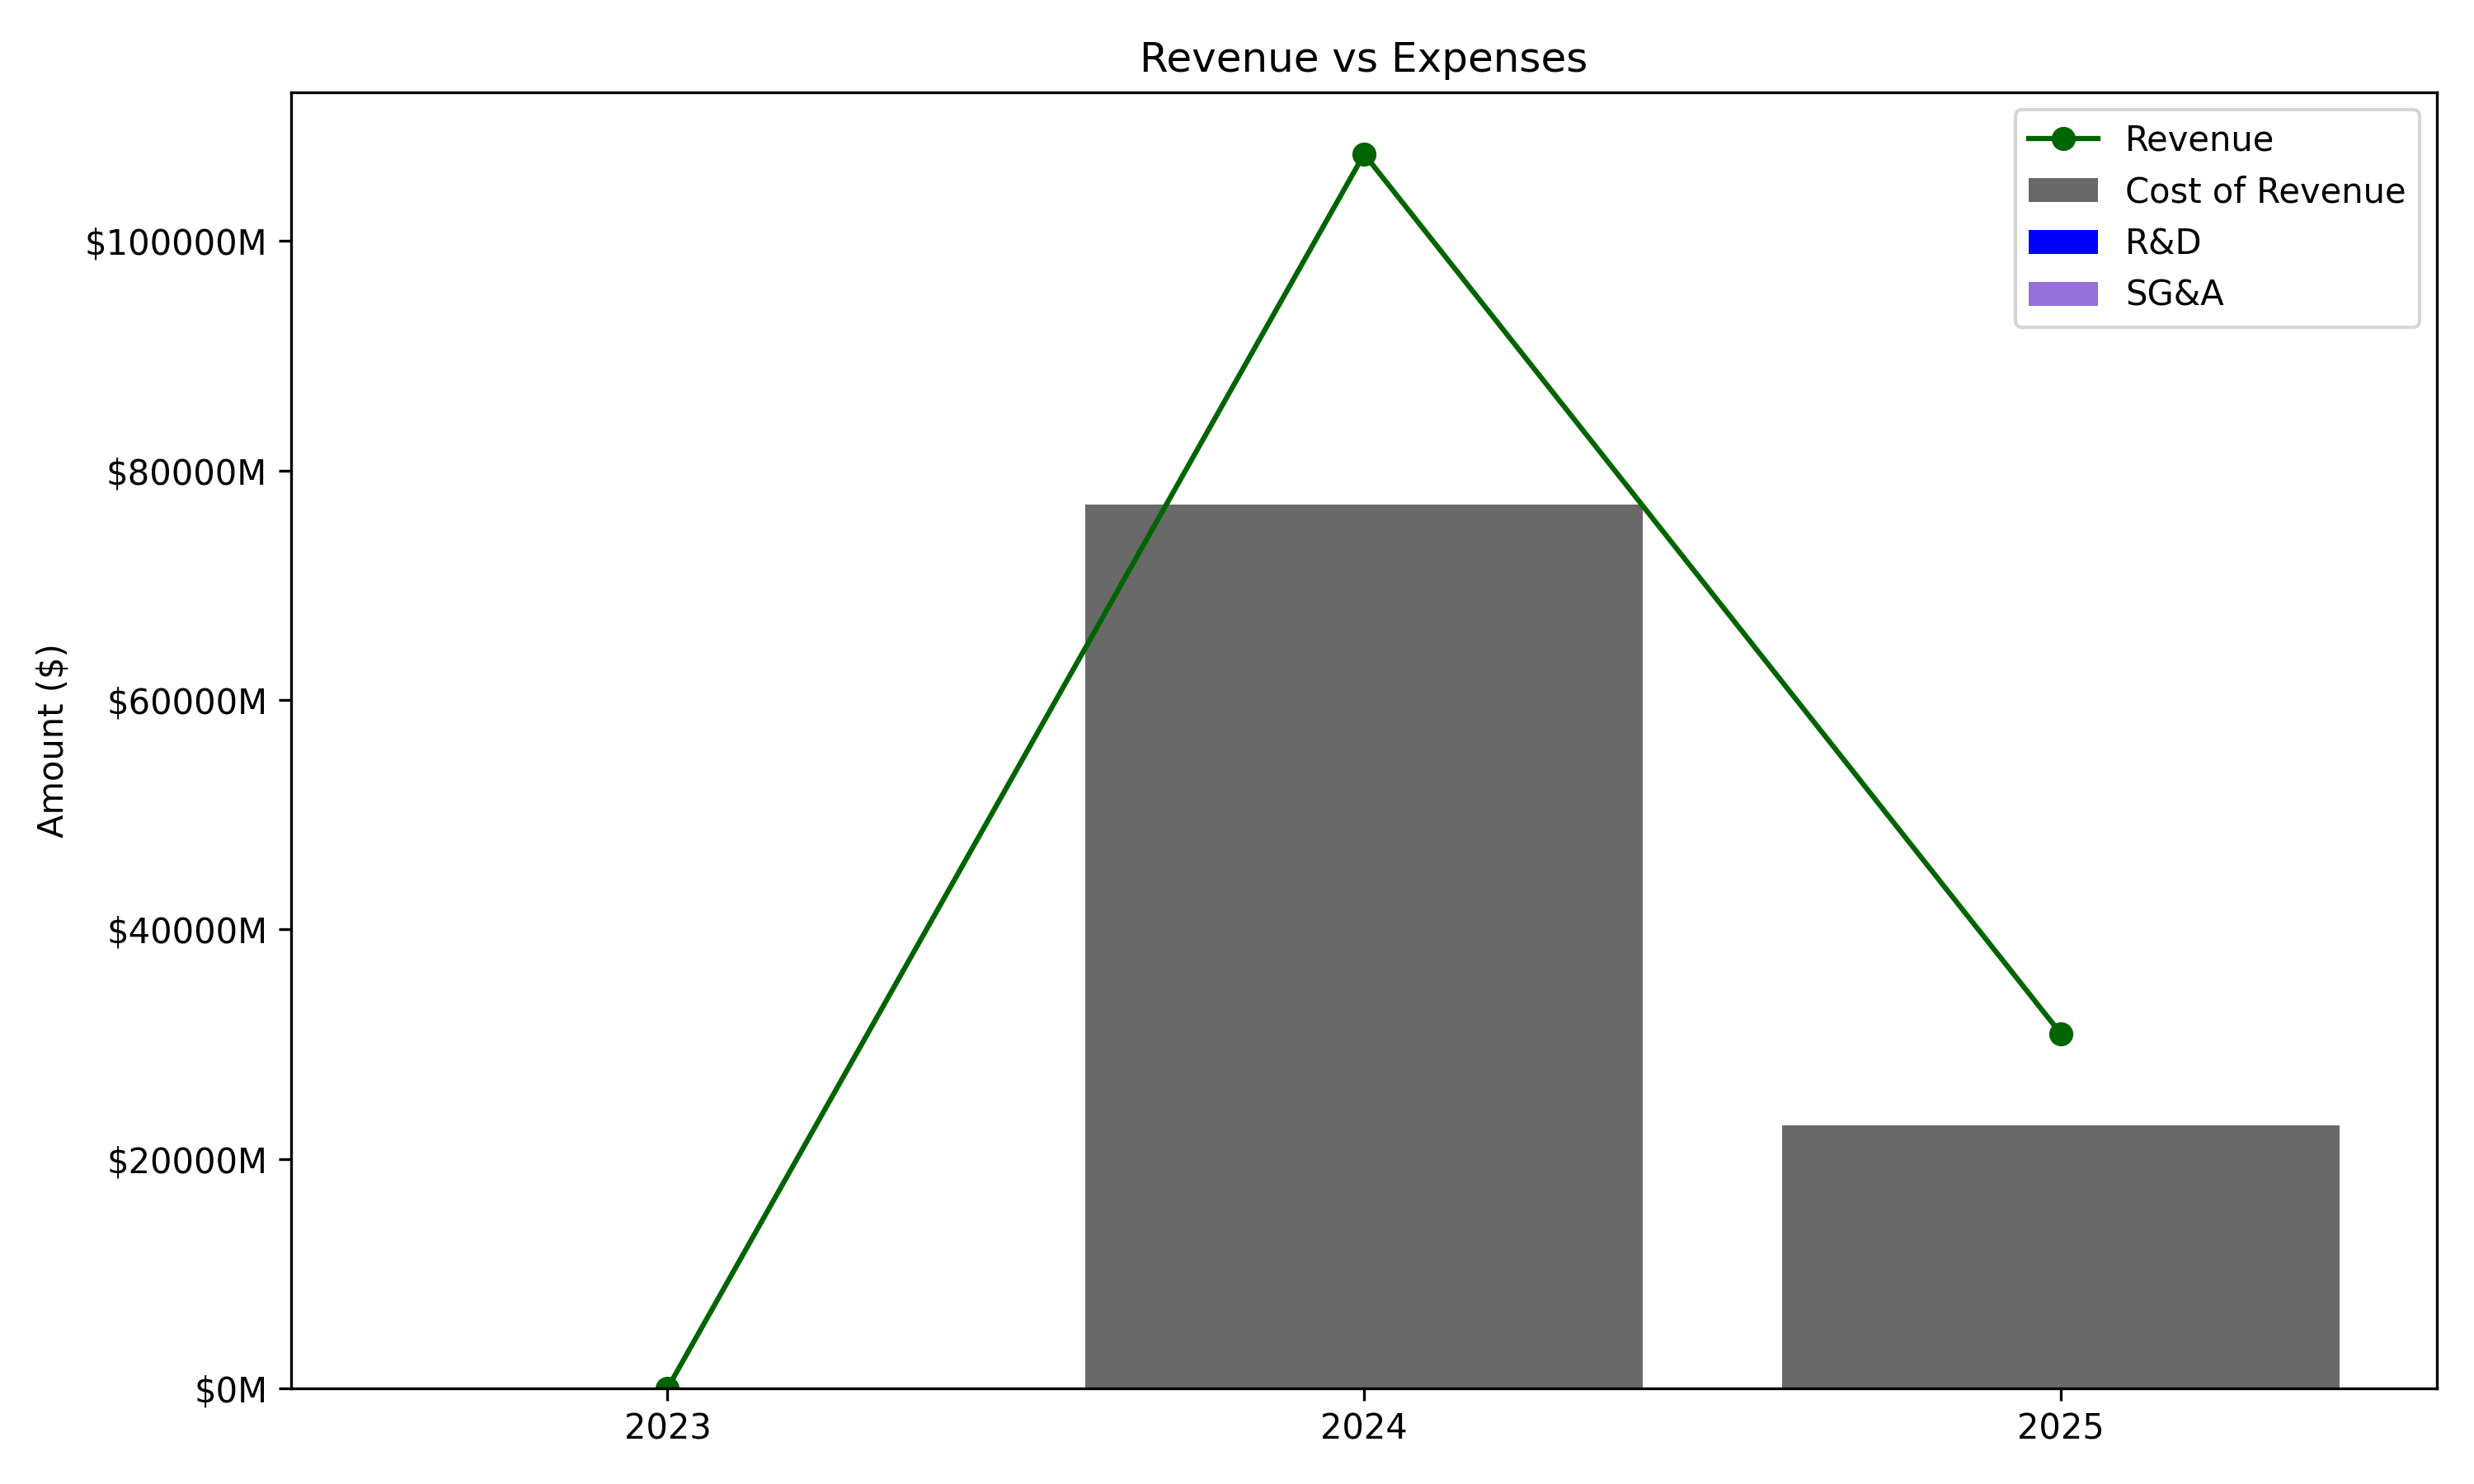 Revenue vs Expenses
Revenue
Cost of Revenue
R&D
SG&A
Amount ($)
$100000M
$80000M
$60000M
$40000M
$20000M
$0M
2023
2024
2025